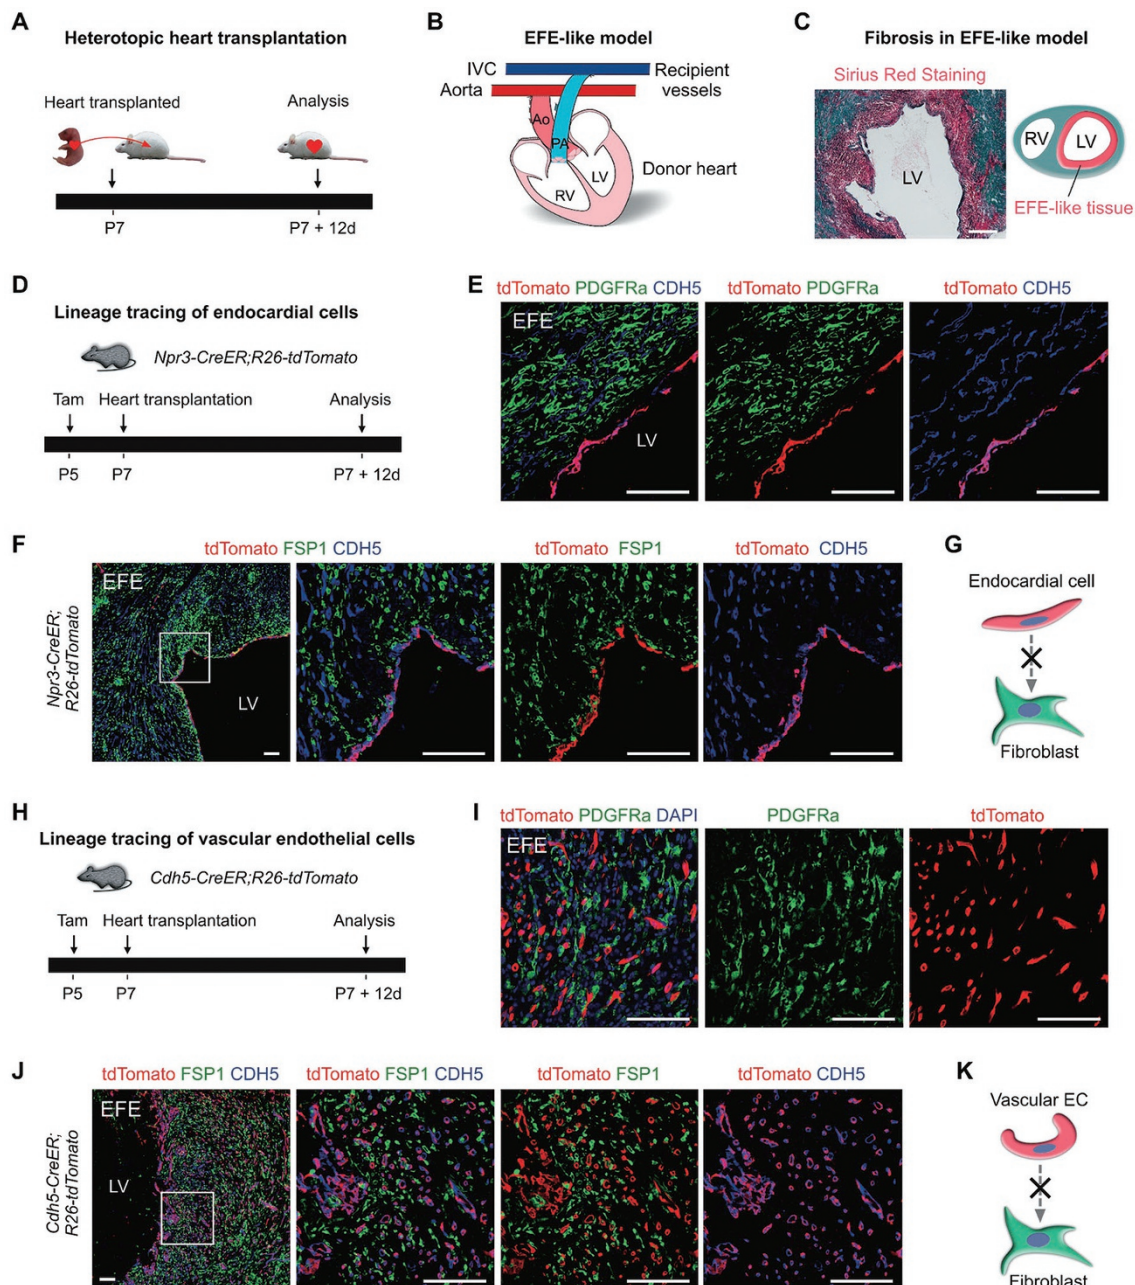 A
Heterotopic heart transplantation
Heart transplanted
Analysis
P7
P7 + 12d
B
EFE-like model
IVC
Recipient
Aorta
vessels
Ao
PA
LV
RV
Donor heart
C
Fibrosis in EFE-like model
Sirius Red Staining
LV
RV
LV
EFE-like tissue
D
Lineage tracing of endocardial cells
Npr3-CreER;R26-tdTomato
Tam
Heart transplantation
Analysis
P5
P7
P7 + 12d
E
tdTomato PDGFRa CDH5
tdTomato PDGFRa
tdTomato CDH5
EFE
LV
F
tdTomato FSP1 CDH5
tdTomato FSP1
tdTomato CDH5
Npr3-CreER;
R26-tdTomato
EFE
LV
G
Endocardial cell
Fibroblast
H
Lineage tracing of vascular endothelial cells
Cdh5-CreER;R26-tdTomato
Tam
Heart transplantation
Analysis
P5
P7
P7 + 12d
I
tdTomato PDGFRa DAPI
PDGFRa
tdTomato
EFE
J
tdTomato FSP1 CDH5
tdTomato FSP1 CDH5
tdTomato FSP1
tdTomato CDH5
Cdh5-CreER;
R26-tdTomato
EFE
LV
K
Vascular EC
Fibroblast